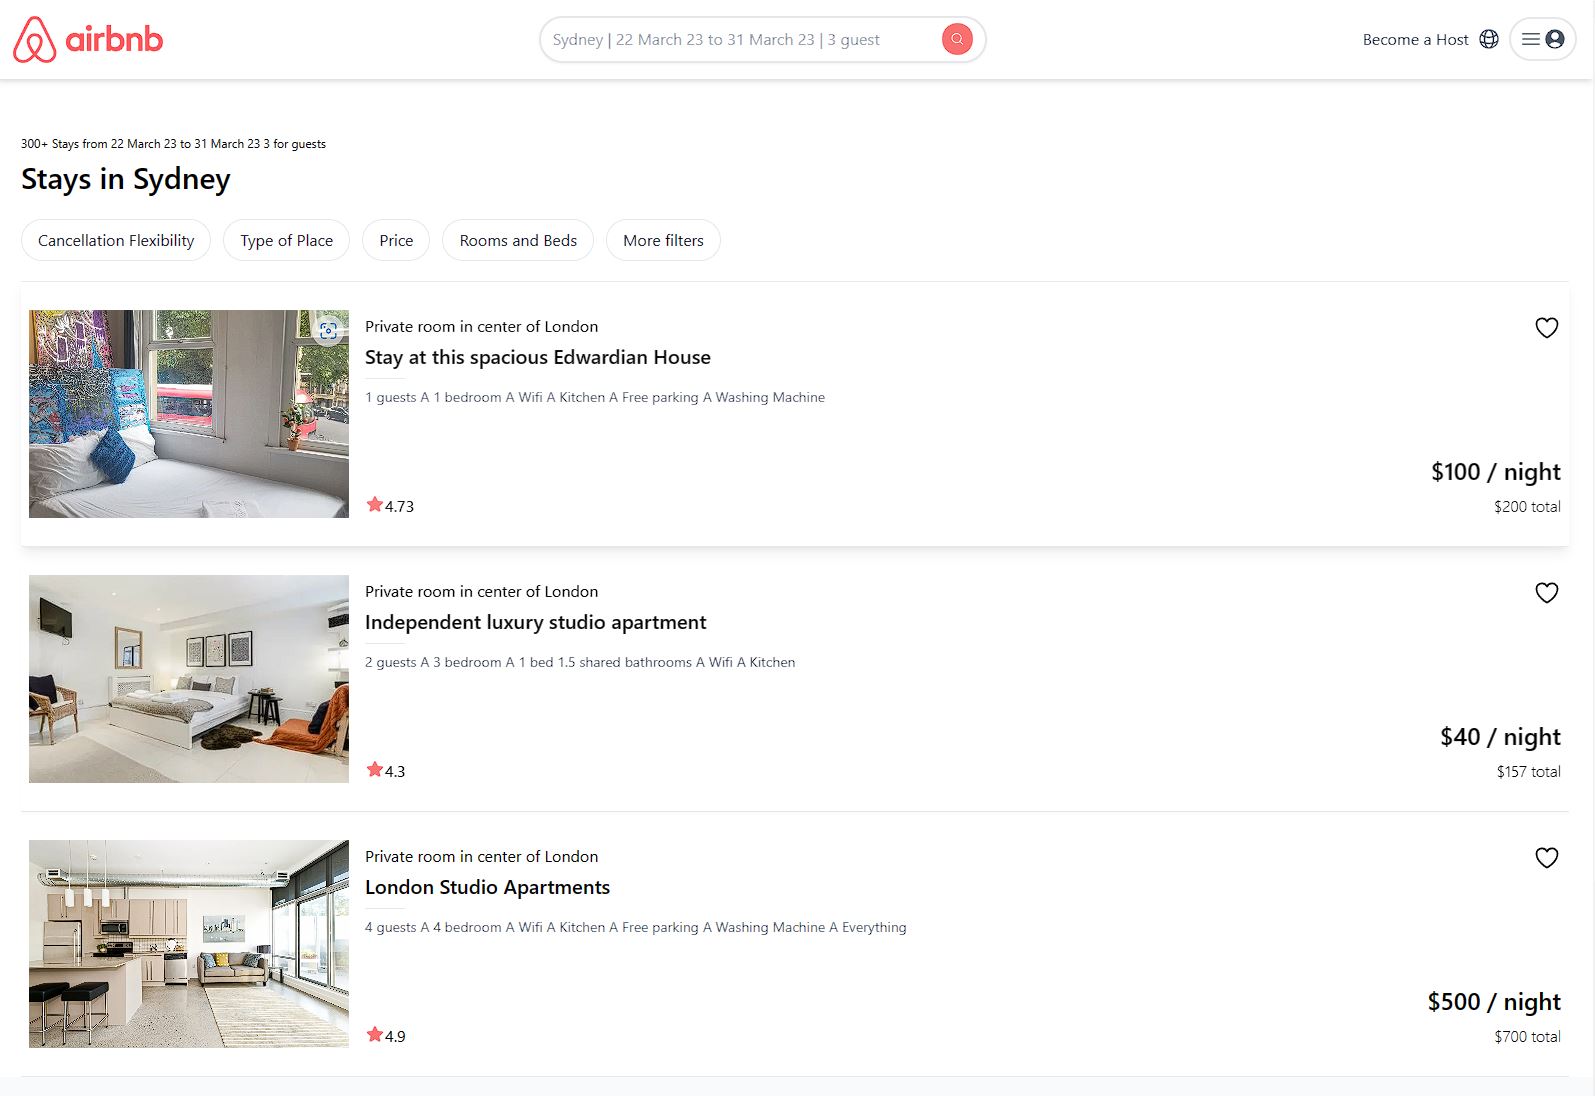 airbnb
Sydney | 22 March 23 to 31 March 23 | 3 guest
Become a Host
300+ Stays from 22 March 23 to 31 March 23 3 for guests
Stays in Sydney
Cancellation Flexibility
Type of Place
Price
Rooms and Beds
More filters
Private room in center of London
Stay at this spacious Edwardian House
1 guests A 1 bedroom A Wifi A Kitchen A Free parking A Washing Machine
$100 / night
4.73
$200 total
Private room in center of London
Independent luxury studio apartment
2 guests A 3 bedroom A 1 bed 1.5 shared bathrooms A Wifi A Kitchen
$40 / night
4.3
$157 total
Private room in center of London
London Studio Apartments
4 guests A 4 bedroom A Wifi A Kitchen A Free parking A Washing Machine A Everything
$500 / night
4.9
$700 total